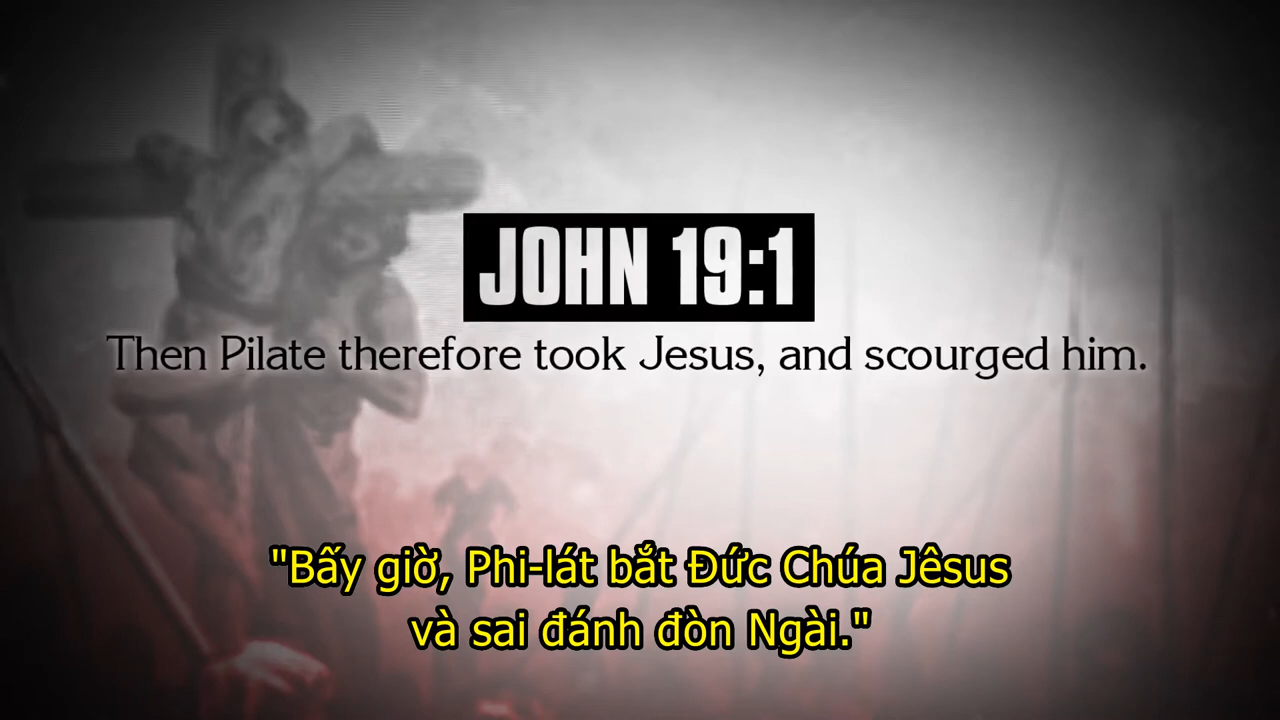 JOHN 19:1
Then Pilate therefore took Jesus, and scourged him.
"Bấy giờ, Phi-lát bắt Đức Chúa Jêsus
và sai đánh đòn Ngài."